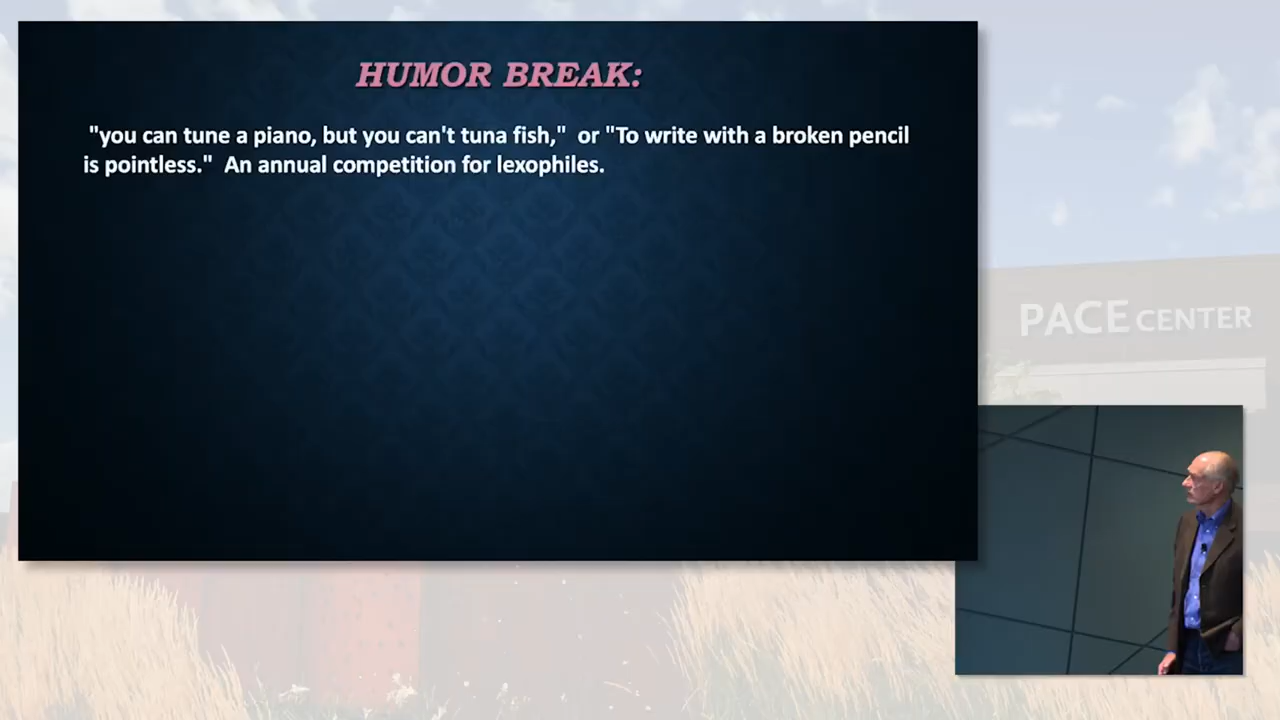 HUMOR BREAK:
"you can tune a piano, but you can't tuna fish,"  or "To write with a broken pencil
is pointless."  An annual competition for lexophiles.
PACE CENTER